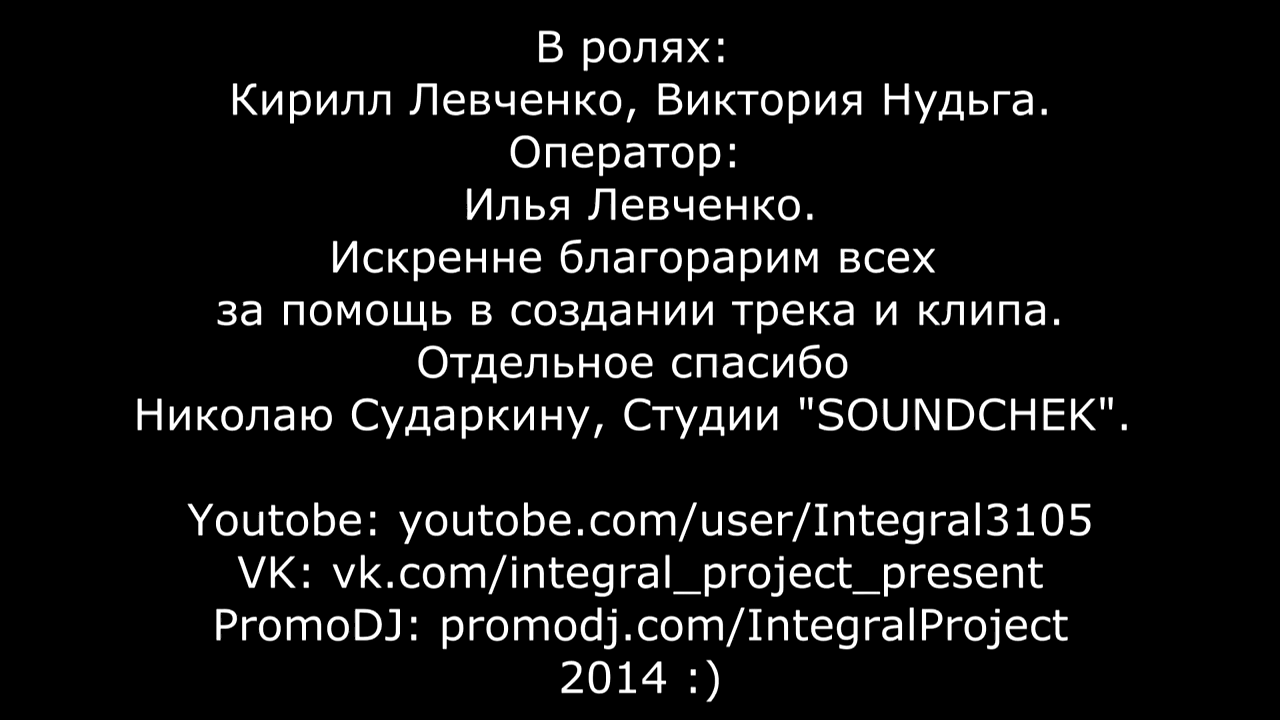 В ролях:
Кирилл Левченко, Виктория Нудьга.
Оператор:
Илья Левченко.
Искренне благорарим всех
за помощь в создании трека и клипа.
Отдельное спасибо
Николаю Сударкину, Студии "SOUNDCHEK".
Youtobe: youtobe.com/user/Integral3105
VK: vk.com/integral_project_present
PromoDJ: promodj.com/IntegralProject
2014 :)